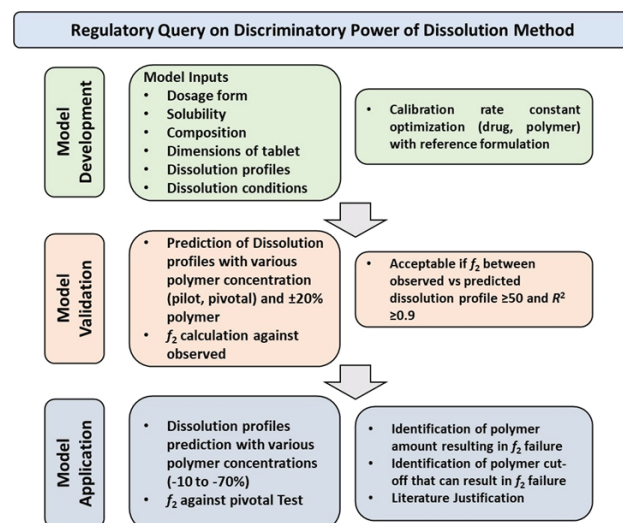 Regulatory Query on Discriminatory Power of Dissolution Method
Model
Development
Model Inputs
• Dosage form
• Solubility
• Composition
• Dimensions of tablet
• Dissolution profiles
• Dissolution conditions
• Calibration rate constant
optimization (drug, polymer)
with reference formulation
Model
Validation
• Prediction of Dissolution
profiles with various
polymer concentration
(pilot, pivotal) and ±20%
polymer
• f2 calculation against
observed
• Acceptable if f2 between
observed vs predicted
dissolution profile ≥50 and R2
≥0.9
Model
Application
• Dissolution profiles
prediction with various
polymer concentrations
(-10 to -70%)
• f2 against pivotal Test
• Identification of polymer
amount resulting in f2 failure
• Identification of polymer cut-
off that can result in f2 failure
• Literature Justification